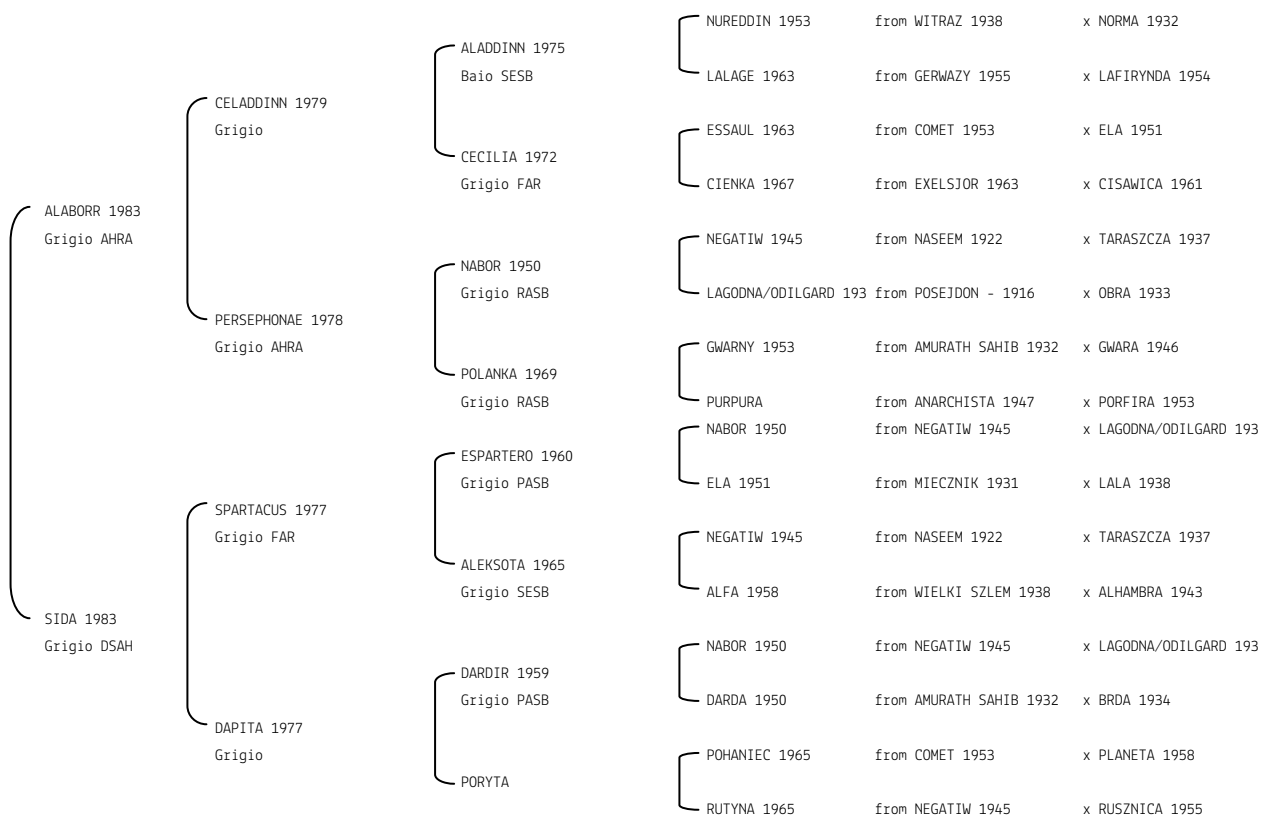 NUREDDIN 1953 from WITRAZ 1938 x NORMA 1932
ALADDINN 1975
Baio SESB
LALAGE 1963 from GERWAZY 1955 x LAFIRYNDA 1954
CELADDINN 1979
Grigio
ESSAUL 1963 from COMET 1953 x ELA 1951
CECILIA 1972
Grigio FAR
CIENKA 1967 from EXELSJOR 1963 x CISAWICA 1961
ALABORR 1983
Grigio AHRA
NEGATIW 1945 from NASEEM 1922 x TARASZCZA 1937
NABOR 1950
Grigio RASB
LAGODNA/ODILGARD 193 from POSEJDON - 1916 x OBRA 1933
PERSEPHONAE 1978
Grigio AHRA
GWARNY 1953 from AMURATH SAHIB 1932 x GWARA 1946
POLANKA 1969
Grigio RASB
PURPURA from ANARCHISTA 1947 x PORFIRA 1953
NABOR 1950 from NEGATIW 1945 x LAGODNA/ODILGARD 193
ESPARTERO 1960
Grigio PASB
ELA 1951 from MIECZNIK 1931 x LALA 1938
SPARTACUS 1977
Grigio FAR
NEGATIW 1945 from NASEEM 1922 x TARASZCZA 1937
ALEKSOTA 1965
Grigio SESB
ALFA 1958 from WIELKI SZLEM 1938 x ALHAMBRA 1943
SIDA 1983
Grigio DSAH
NABOR 1950 from NEGATIW 1945 x LAGODNA/ODILGARD 193
DARDIR 1959
Grigio PASB
DARDA 1950 from AMURATH SAHIB 1932 x BRDA 1934
DAPITA 1977
Grigio
POHANIEC 1965 from COMET 1953 x PLANETA 1958
PORYTA
RUTYNA 1965 from NEGATIW 1945 x RUSZNICA 1955